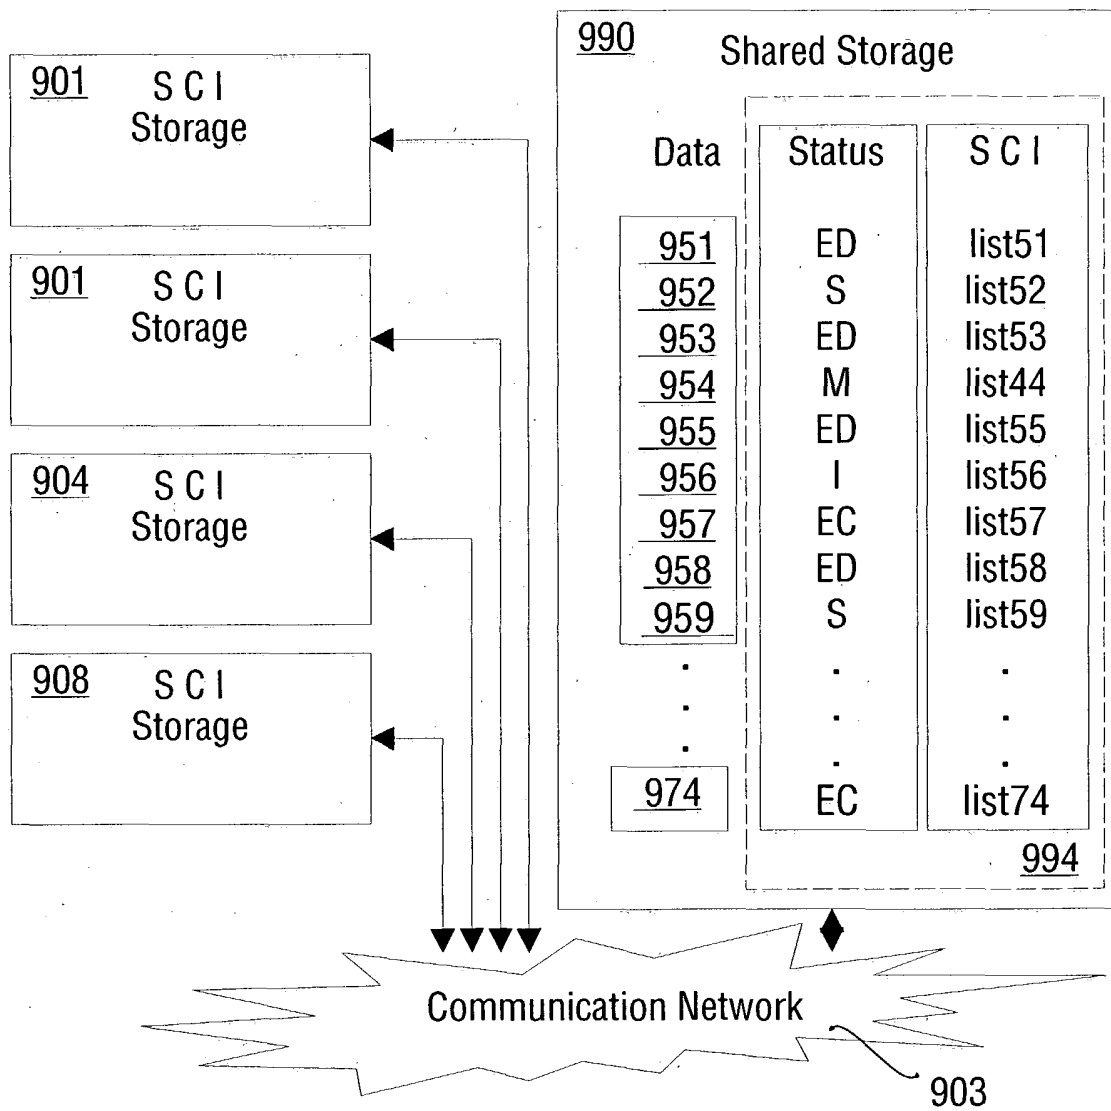 901 S C I
Storage
901 S C I
Storage
904 S C I
Storage
908 S C I
Storage
990 Shared Storage
Data Status S C I
951 ED list51
952 S list52
953 ED list53
954 M list44
955 ED list55
956 I list56
957 EC list57
958 ED list58
959 S list59
. . .
. . .
. . .
974 EC list74
994
Communication Network
903